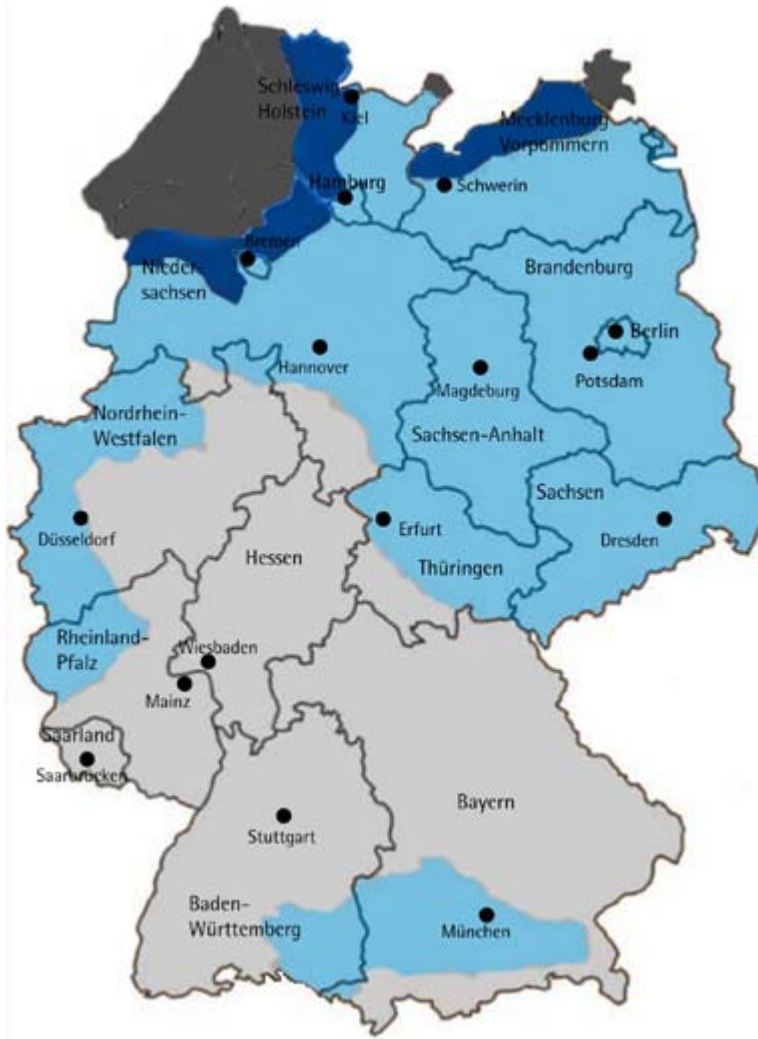 Schleswig
Holstein
Kiel
Mecklenburg
Vorpommern
Hamburg
Schwerin
Bremen
Nieder-
sachsen
Brandenburg
Berlin
Hannover
Potsdam
Magdeburg
Nordrhein-
Westfalen
Sachsen-Anhalt
Sachsen
Düsseldorf
Erfurt
Dresden
Hessen
Thüringen
Rheinland-
Pfalz
Wiesbaden
Mainz
Saarland
Saarbrücken
Bayern
Stuttgart
Baden-
Württemberg
München